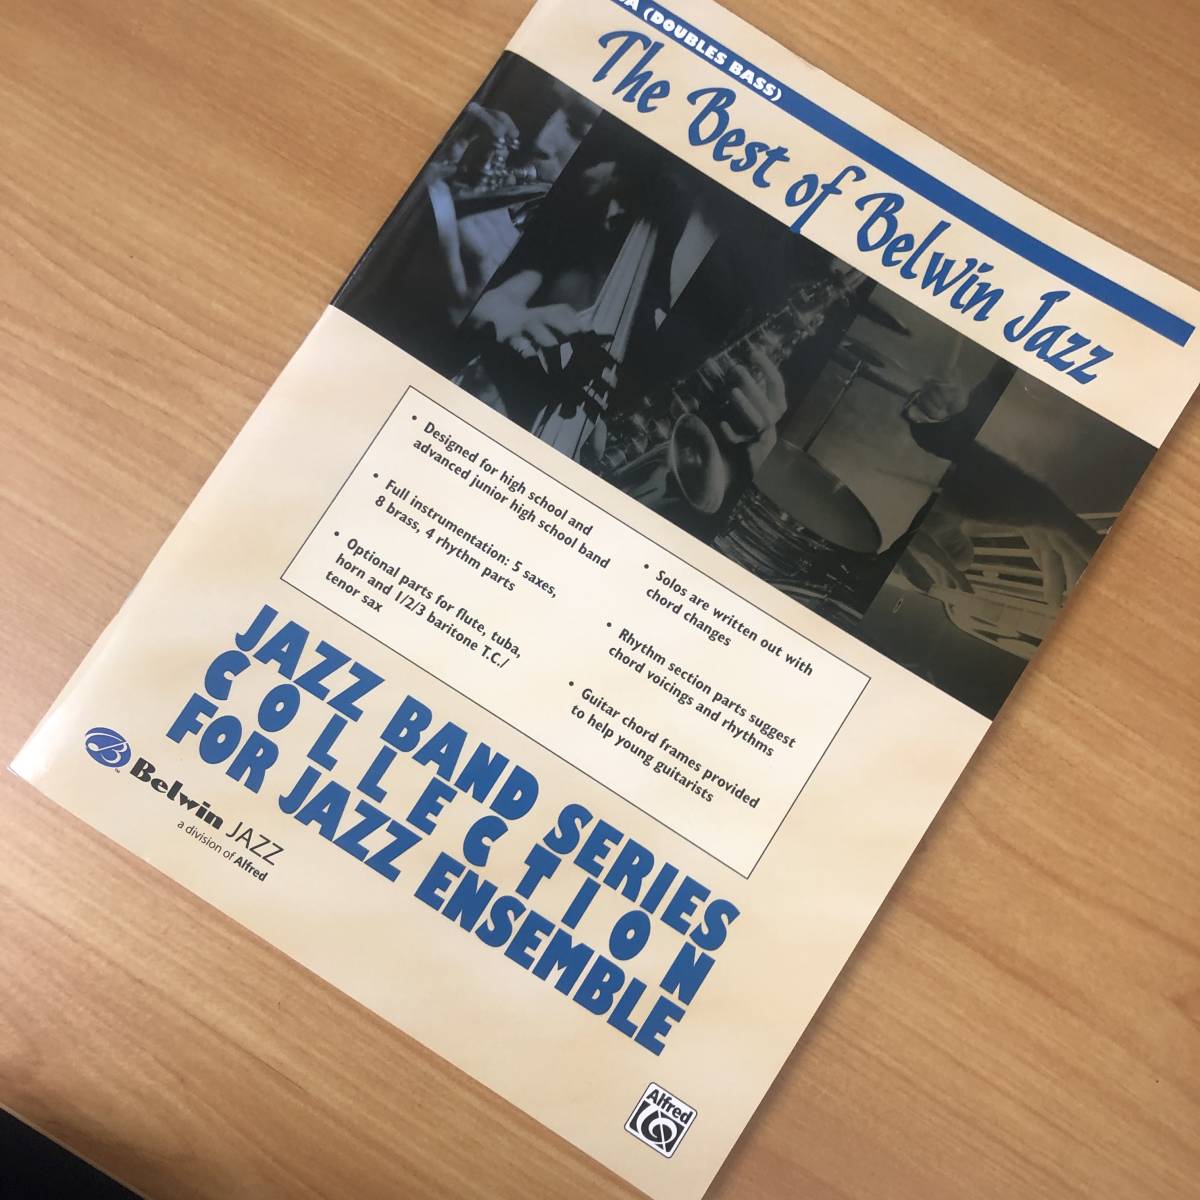 (DOUBLES BASS)
The Best of Belwin Jazz
• Designed for high school and
advanced junior high school band
• Full instrumentation: 5 saxes,
8 brass, 4 rhythm parts
• Optional parts for flute, tuba,
horn and 1/2/3 baritone T.C./
tenor sax
• Solos are written out with
chord changes
• Rhythm section parts suggest
chord voicings and rhythms
• Guitar chord frames provided
to help young guitarists
JAZZ BAND SERIES
COLLECTION
FOR JAZZ ENSEMBLE
B™ Belwin JAZZ
a division of Alfred
Alfred